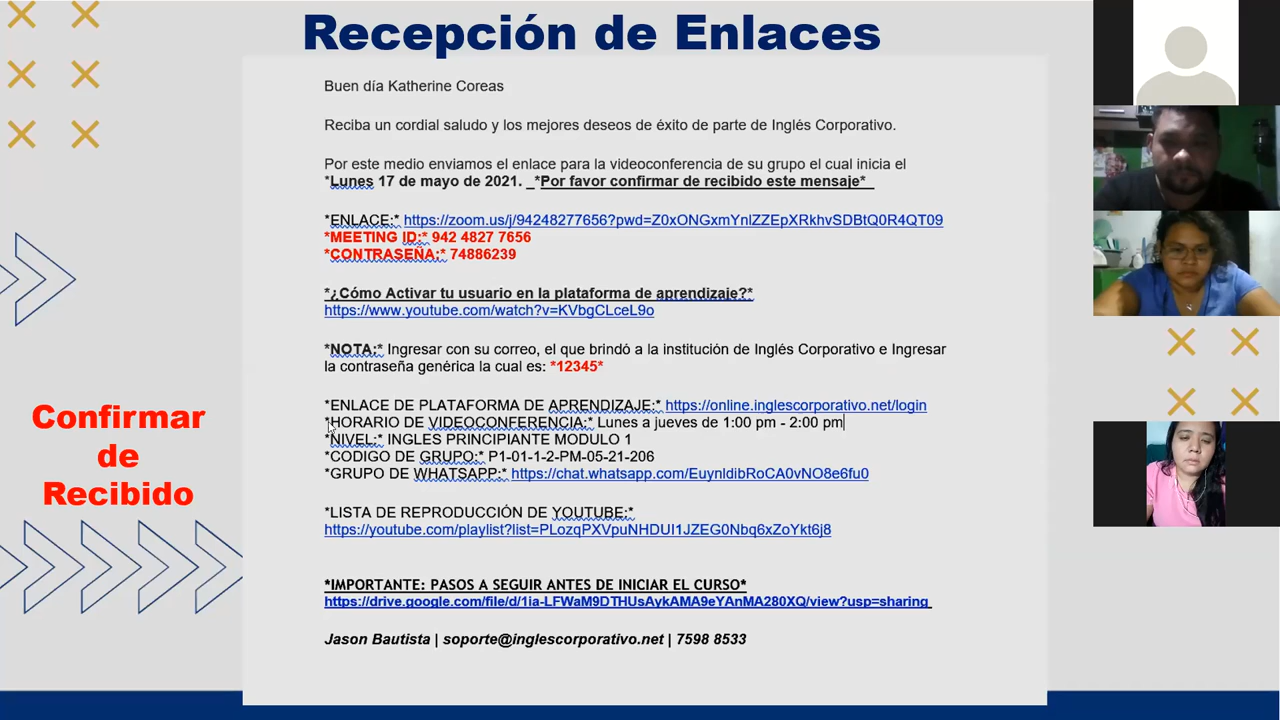 Recepción de Enlaces
Buen día Katherine Coreas
Reciba un cordial saludo y los mejores deseos de éxito de parte de Inglés Corporativo.
Por este medio enviamos el enlace para la videoconferencia de su grupo el cual inicia el
*Lunes 17 de mayo de 2021. _*Por favor confirmar de recibido este mensaje*_
*ENLACE:* https://zoom.us/j/94248277656?pwd=Z0xONGxmYnlZZEpXRkhvSDBtQ0R4QT09
*MEETING ID:* 942 4827 7656
*CONTRASEÑA:* 74886239
*¿Cómo Activar tu usuario en la plataforma de aprendizaje?*
https://www.youtube.com/watch?v=KVbgCLceL9o
*NOTA:* Ingresar con su correo, el que brindó a la institución de Inglés Corporativo e Ingresar
la contraseña genérica la cual es: *12345*
*ENLACE DE PLATAFORMA DE APRENDIZAJE:* https://online.inglescorporativo.net/login
*HORARIO DE VIDEOCONFERENCIA:* Lunes a jueves de 1:00 pm - 2:00 pm
*NIVEL:* INGLES PRINCIPIANTE MODULO 1
*CODIGO DE GRUPO:* P1-01-1-2-PM-05-21-206
*GRUPO DE WHATSAPP:* https://chat.whatsapp.com/EuynldibRoCA0vNO8e6fu0
*LISTA DE REPRODUCCIÓN DE YOUTUBE:*
https://youtube.com/playlist?list=PLozqPXVpuNHDUI1JZEG0Nbq6xZoYkt6j8
*IMPORTANTE: PASOS A SEGUIR ANTES DE INICIAR EL CURSO*
https://drive.google.com/file/d/1ia-LFWaM9DTHUsAykAMA9eYAnMA280XQ/view?usp=sharing
Jason Bautista | soporte@inglescorporativo.net | 7598 8533
Confirmar
de
Recibido